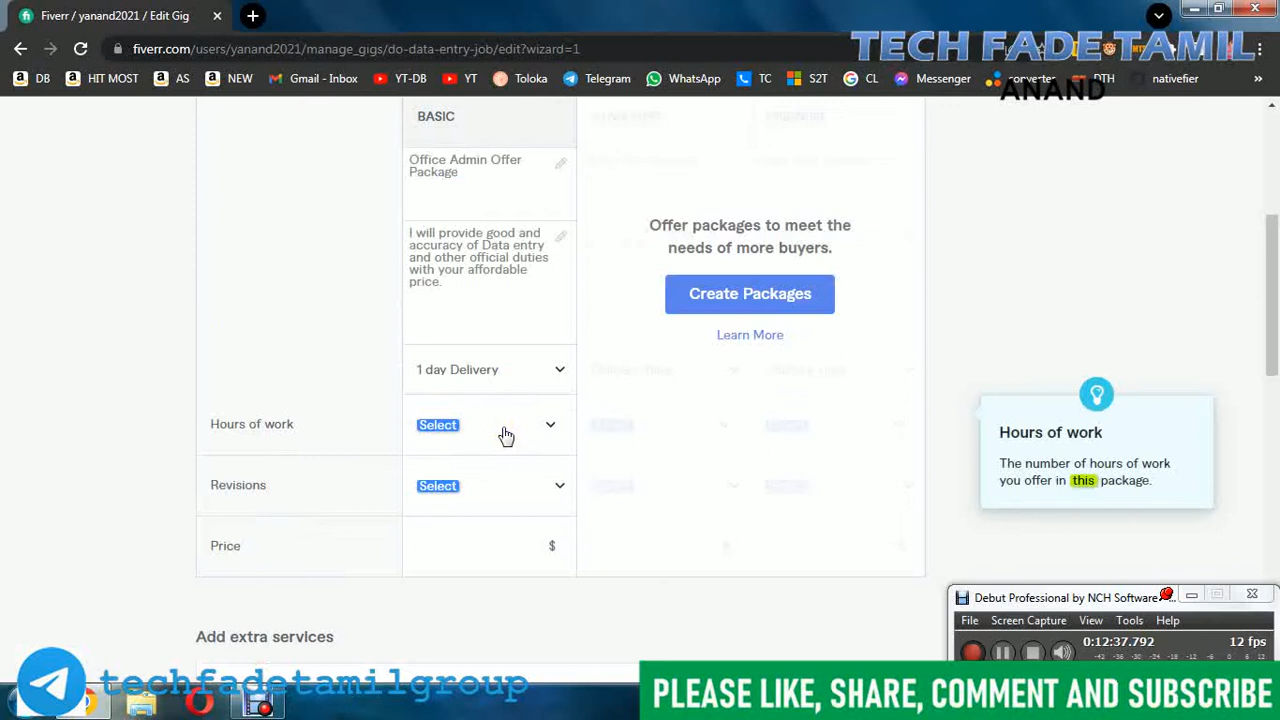 Fiverr / yanand2021 / Edit Gig
fiverr.com/users/yanand2021/manage_gigs/do-data-entry-job/edit?wizard=1
TECH FADE TAMIL
ANAND
DB
HIT MOST
AS
NEW
Gmail - Inbox
YT-DB
YT
Toloka
Telegram
WhatsApp
TC
S2T
CL
Messenger
converter
DTH
nativefier
»
BASIC
Office Admin Offer
Package
I will provide good and
accuracy of Data entry
and other official duties
with your affordable
price.
Offer packages to meet the
needs of more buyers.
Create Packages
Learn More
1 day Delivery
Hours of work
Select
Revisions
Select
Price
$
Hours of work
The number of hours of work
you offer in this package.
Add extra services
Debut Professional by NCH Software
File Screen Capture View Tools Help
0:12:37.792
12 fps
techfadetamilgroup
PLEASE LIKE, SHARE, COMMENT AND SUBSCRIBE